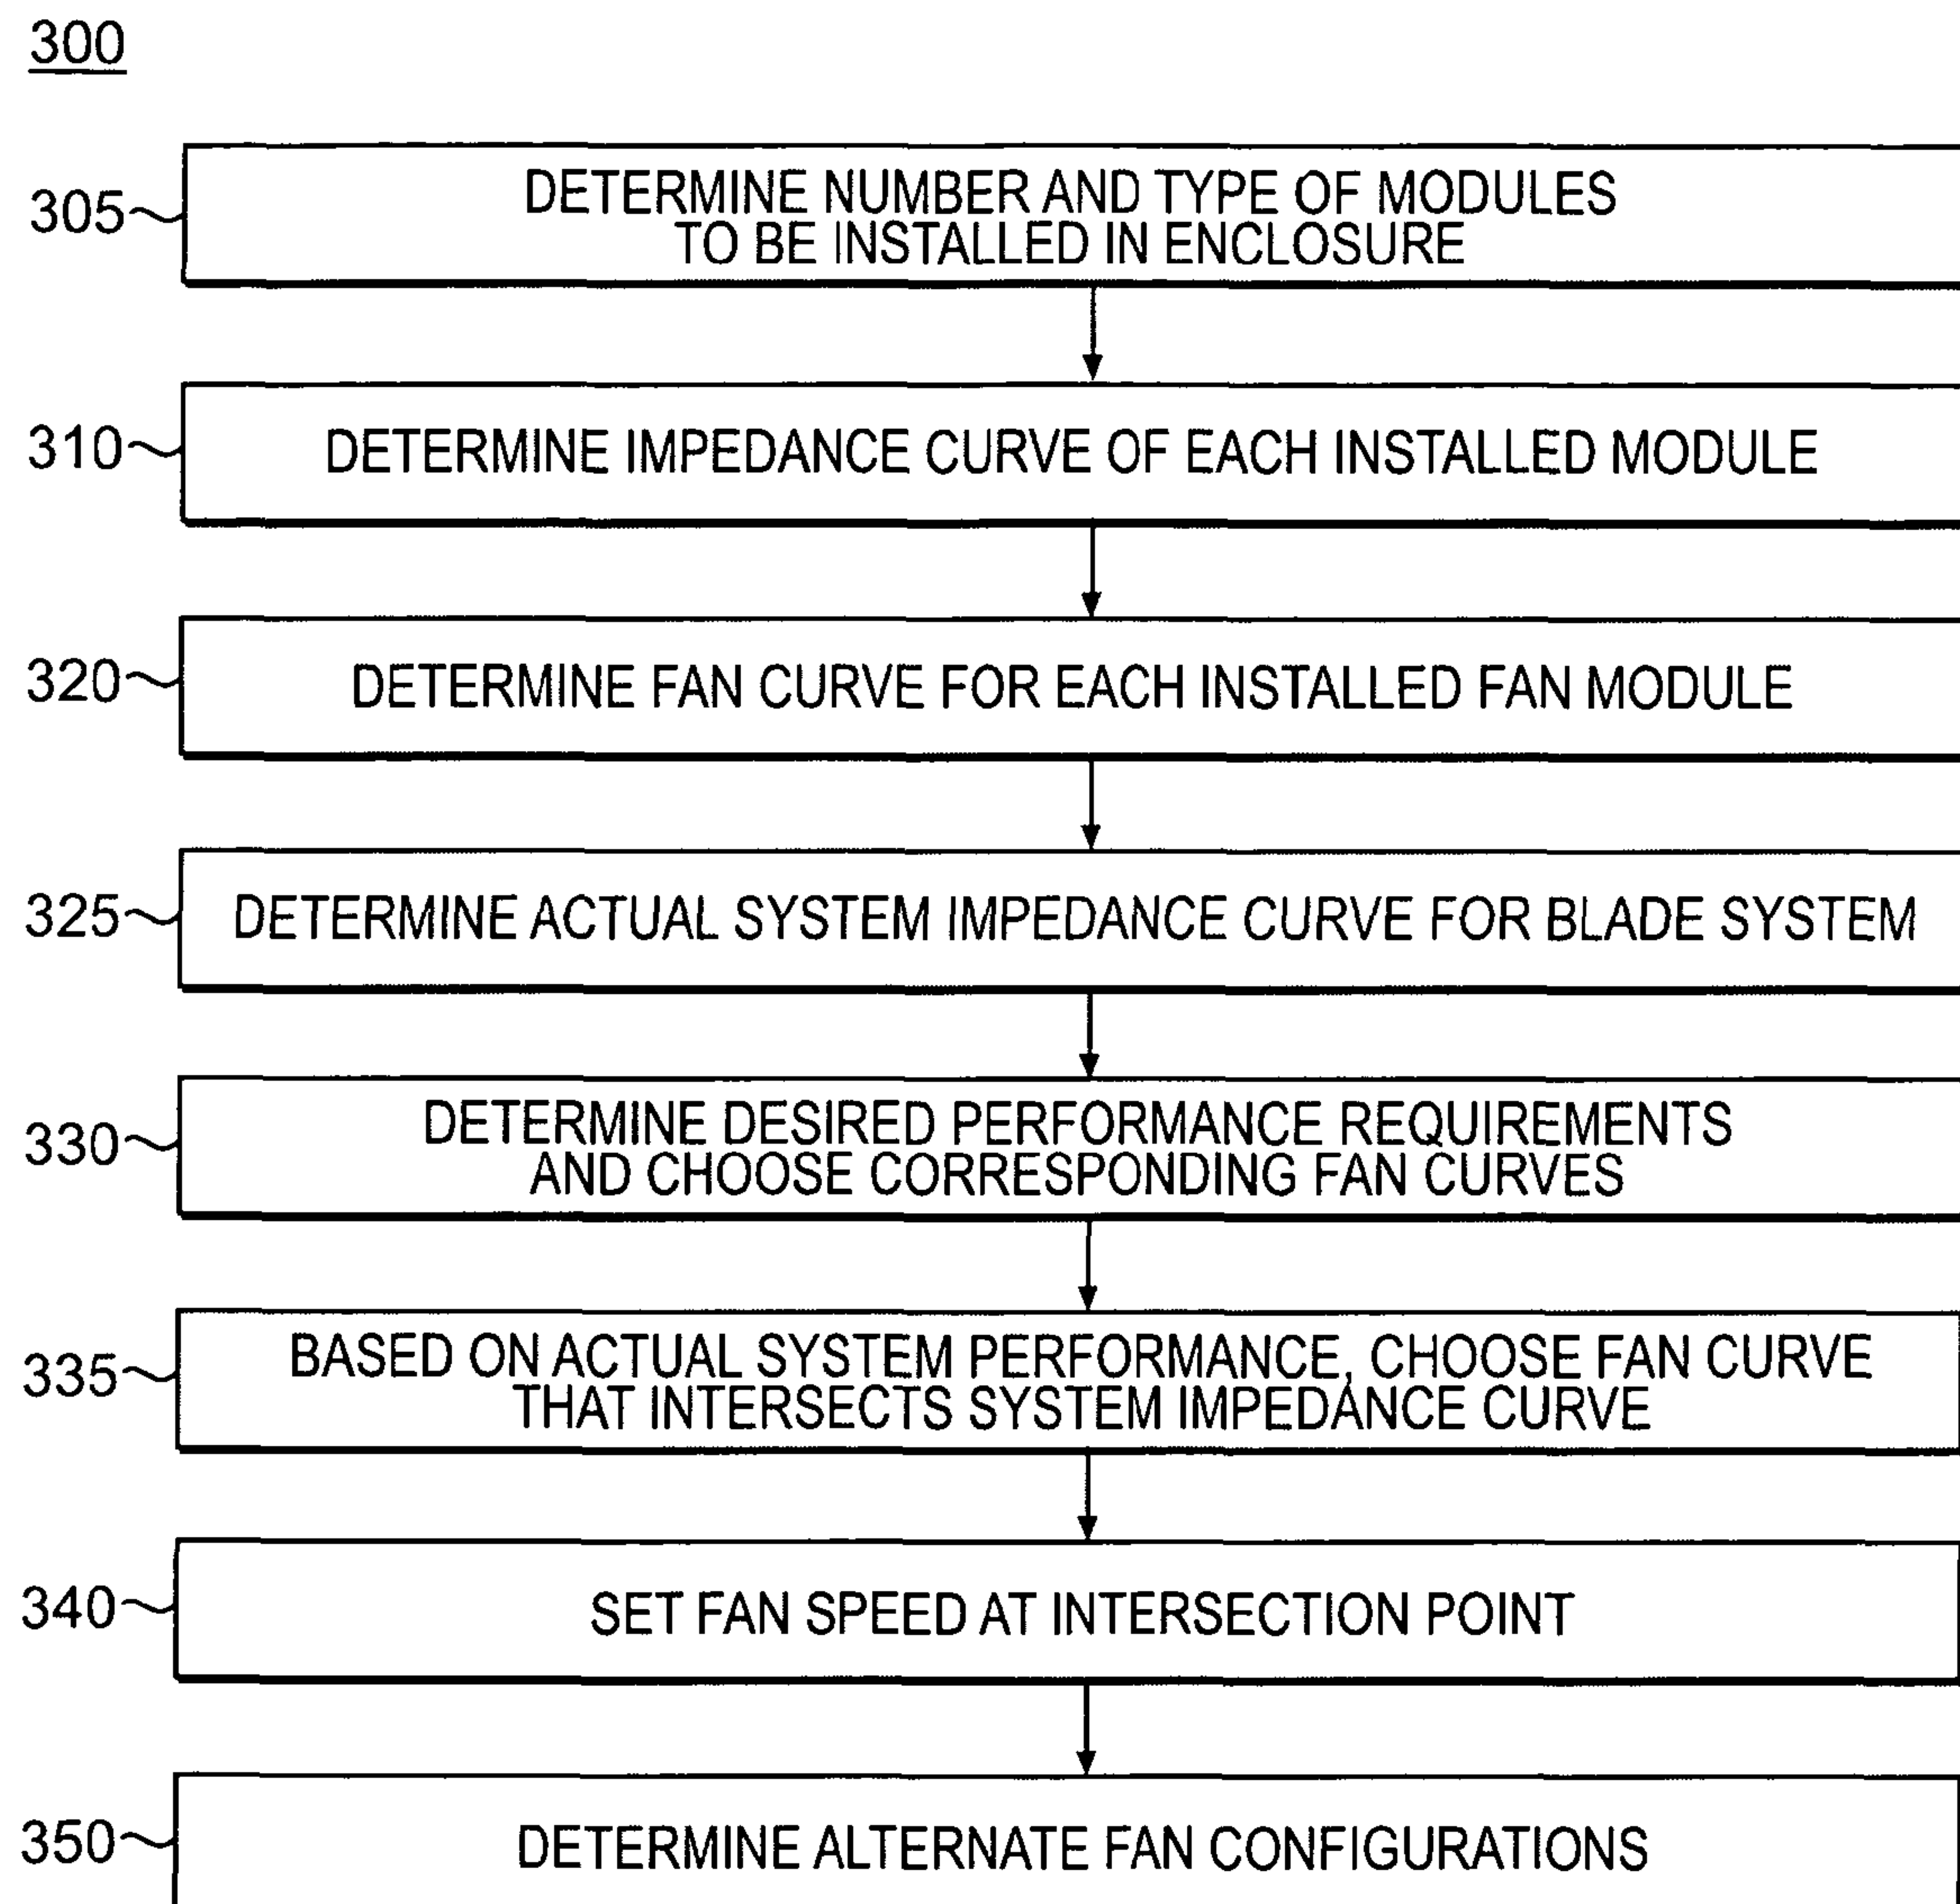 300
305
DETERMINE NUMBER AND TYPE OF MODULES
TO BE INSTALLED IN ENCLOSURE
310
DETERMINE IMPEDANCE CURVE OF EACH INSTALLED MODULE
320
DETERMINE FAN CURVE FOR EACH INSTALLED FAN MODULE
325
DETERMINE ACTUAL SYSTEM IMPEDANCE CURVE FOR BLADE SYSTEM
330
DETERMINE DESIRED PERFORMANCE REQUIREMENTS
AND CHOOSE CORRESPONDING FAN CURVES
335
BASED ON ACTUAL SYSTEM PERFORMANCE, CHOOSE FAN CURVE
THAT INTERSECTS SYSTEM IMPEDANCE CURVE
340
SET FAN SPEED AT INTERSECTION POINT
350
DETERMINE ALTERNATE FAN CONFIGURATIONS